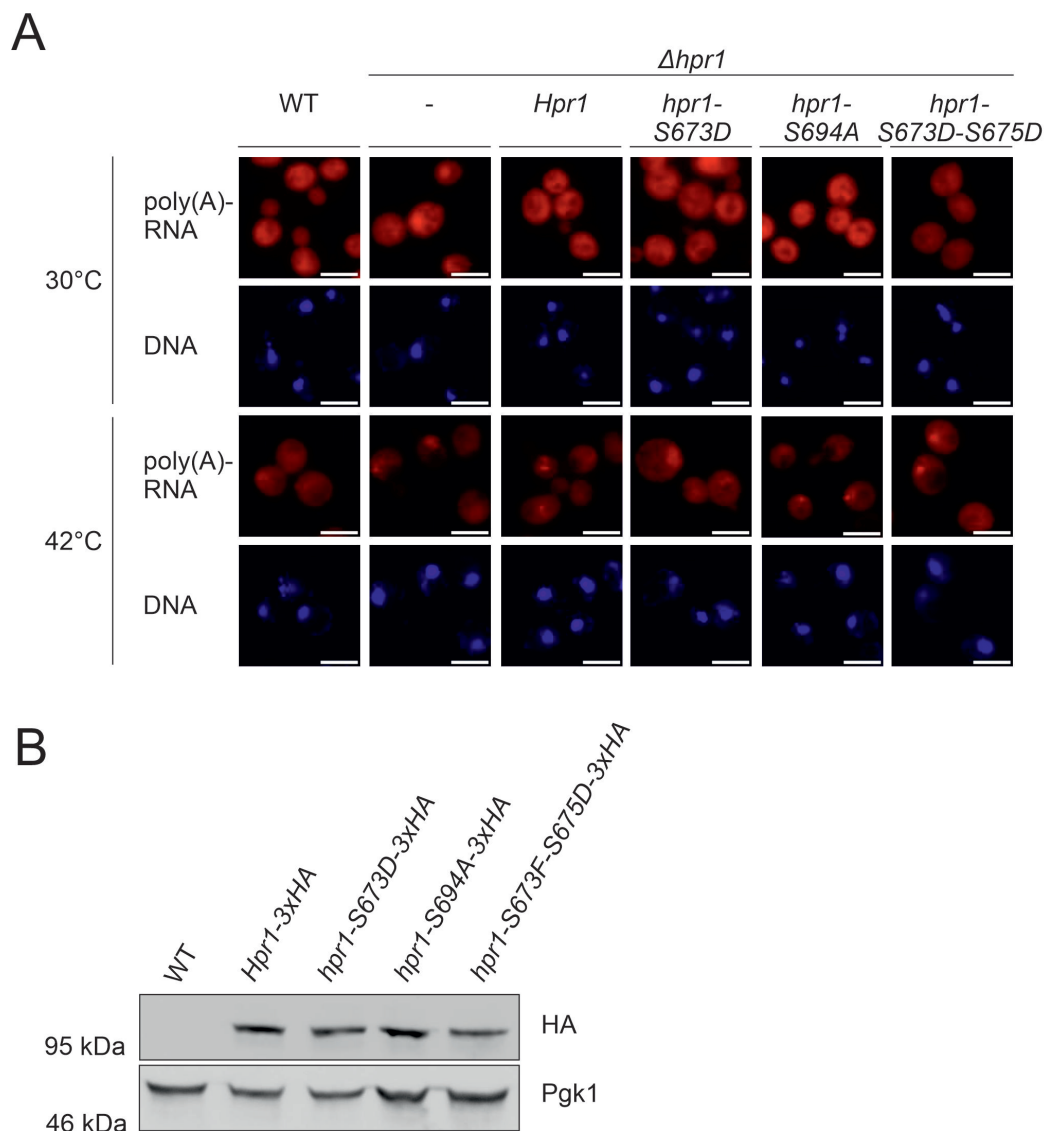 A
Δhpr1
WT
-
Hpr1
hpr1-
S673D
hpr1-
S694A
hpr1-
S673D-S675D
30°C
poly(A)-
RNA
DNA
42°C
poly(A)-
RNA
DNA
B
WT
Hpr1-3xHA
hpr1-S673D-3xHA
hpr1-S694A-3xHA
hpr1-S673F-S675D-3xHA
HA
95 kDa
Pgk1
46 kDa